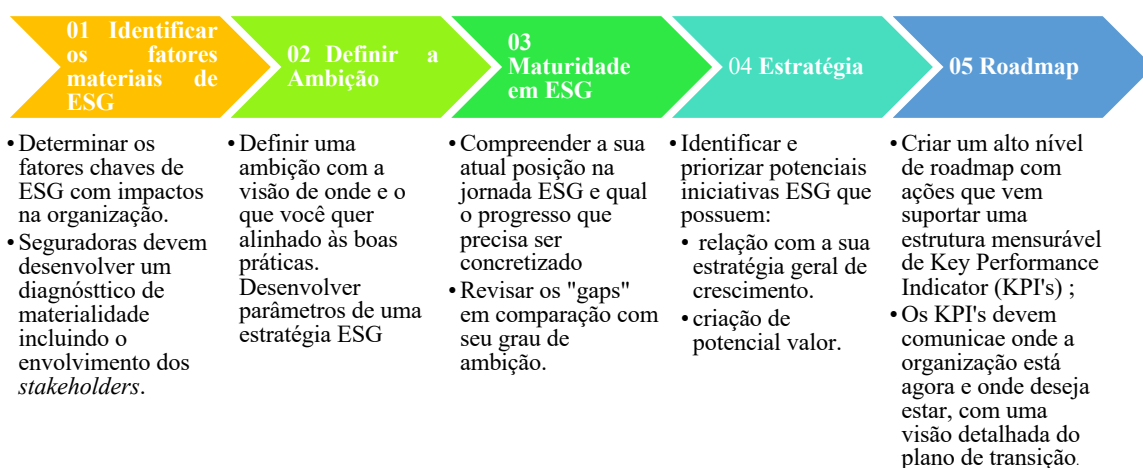 01 Identificar
os fatores
materiais de
ESG
• Determinar os
fatores chaves de
ESG com impactos
na organização.
• Seguradoras devem
desenvolver um
diagnósttico de
materialidade
incluindo o
envolvimento dos
stakeholders.
02 Definir a
Ambição
• Definir uma
ambição com a
visão de onde e o
que você quer
alinhado às boas
práticas.
Desenvolver
parâmetros de uma
estratégia ESG
03
Maturidade
em ESG
• Compreender a sua
atual posição na
jornada ESG e qual
o progresso que
precisa ser
concretizado
• Revisar os "gaps"
em comparação com
seu grau de
ambição.
04 Estratégia
• Identificar e
priorizar potenciais
iniciativas ESG que
possuem:
• relação com a sua
estratégia geral de
crescimento.
• criação de
potencial valor.
05 Roadmap
• Criar um alto nível
de roadmap com
ações que vem
suportar uma
estrutura mensurável
de Key Performance
Indicator (KPI's) ;
• Os KPI's devem
comunicae onde a
organização está
agora e onde deseja
estar, com uma
visão detalhada do
plano de transição.